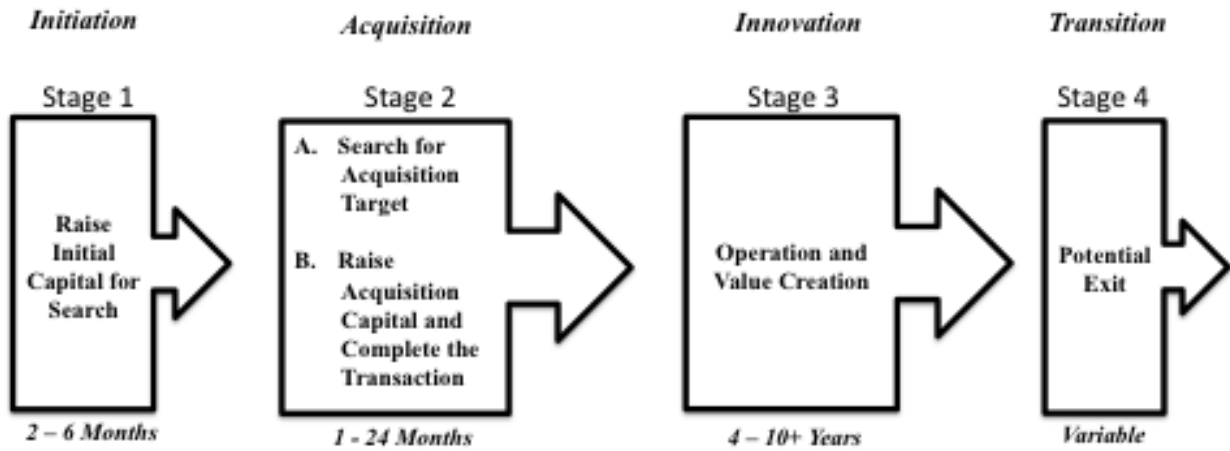 Initiation
Acquisition
Innovation
Transition
Stage 1
Stage 2
Stage 3
Stage 4
Raise
Initial
Capital for
Search
A. Search for
Acquisition
Target
B. Raise
Acquisition
Capital and
Complete the
Transaction
Operation and
Value Creation
Potential
Exit
2 – 6 Months
1 - 24 Months
4 – 10+ Years
Variable